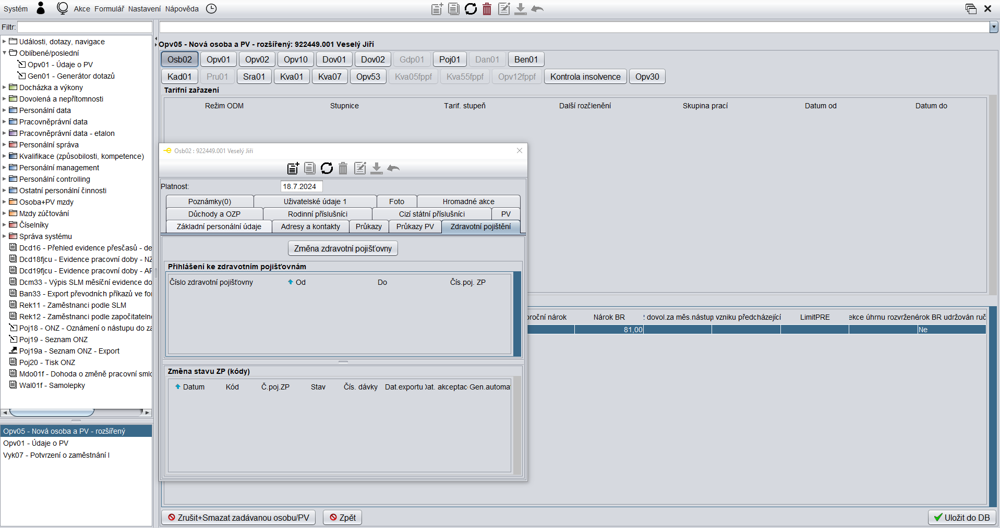 Systém Akce Formulář Nastavení Nápověda
Filtr:
Události, dotazy, navigace
Oblíbené/poslední
Opv01 - Údaje o PV
Gen01 - Generátor dotazů
Docházka a výkony
Dovolená a nepřítomnosti
Personální data
Pracovněprávní data
Pracovněprávní data - etalon
Personální správa
Kvalifikace (způsobilosti, kompetence)
Personální management
Personální controlling
Ostatní personální činnosti
Osoba+PV mzdy
Mzdy zúčtování
Číselníky
Správa systému
Dcd16 - Přehled evidence přesčasů - de
Dcd18fjcu - Evidence pracovní doby - NZ
Dcd19fjcu - Evidence pracovní doby - AF
Dcm33 - Výpis SLM měsíční evidence do
Ban33 - Export převodních příkazů ve for
Rek11 - Zaměstnanci podle SLM
Rek12 - Zaměstnanci podle započitatelné
Poj18 - ONZ - Oznámení o nástupu do za
Poj19 - Seznam ONZ
Poj19a - Seznam ONZ - Export
Poj20 - Tisk ONZ
Mdo01f - Dohoda o změně pracovní smlo
Wal01f - Samolepky
Opv05 - Nová osoba a PV - rozšířený
Opv01 - Údaje o PV
Vyk07 - Potvrzení o zaměstnání I
Opv05 - Nová osoba a PV - rozšířený: 922449.001 Veselý Jiří
Osb02 Opv01 Opv02 Opv10 Dov01 Dov02 Gdp01 Poj01 Dan01 Ben01
Kad01 Pru01 Sra01 Kva01 Kva07 Opv53 Kva05fppf Kva55fppf Opv12fppf Kontrola insolvence Opv30
Tarifní zařazení
Režim ODM Stupnice Tarif. stupeň Další rozčlenění Skupina prací Datum od Datum do
Osb02 : 922449.001 Veselý Jiří
Platnost: 18.7.2024
Poznámky(0) Uživatelské údaje 1 Foto Hromadné akce
Důchody a OZP Rodinní příslušníci Cizí státní příslušníci PV
Základní personální údaje Adresy a kontakty Průkazy Průkazy PV Zdravotní pojištění
Změna zdravotní pojišťovny
Přihlášení ke zdravotním pojišťovnám
Číslo zdravotní pojišťovny Od Do Čís.poj. ZP
Změna stavu ZP (kódy)
Datum Kód Č.poj.ZP Stav Čís. dávky Dat.exportu Dat. akceptac Gen.automa
oroční nárok Nárok BR dovol.za měs.nástup vzniku předcházející LimitPRE ekce úhrnu rozvržené rok BR udržován ruč
81,00 Ne
Zrušit+Smazat zadávanou osobu/PV Zpět Uložit do DB